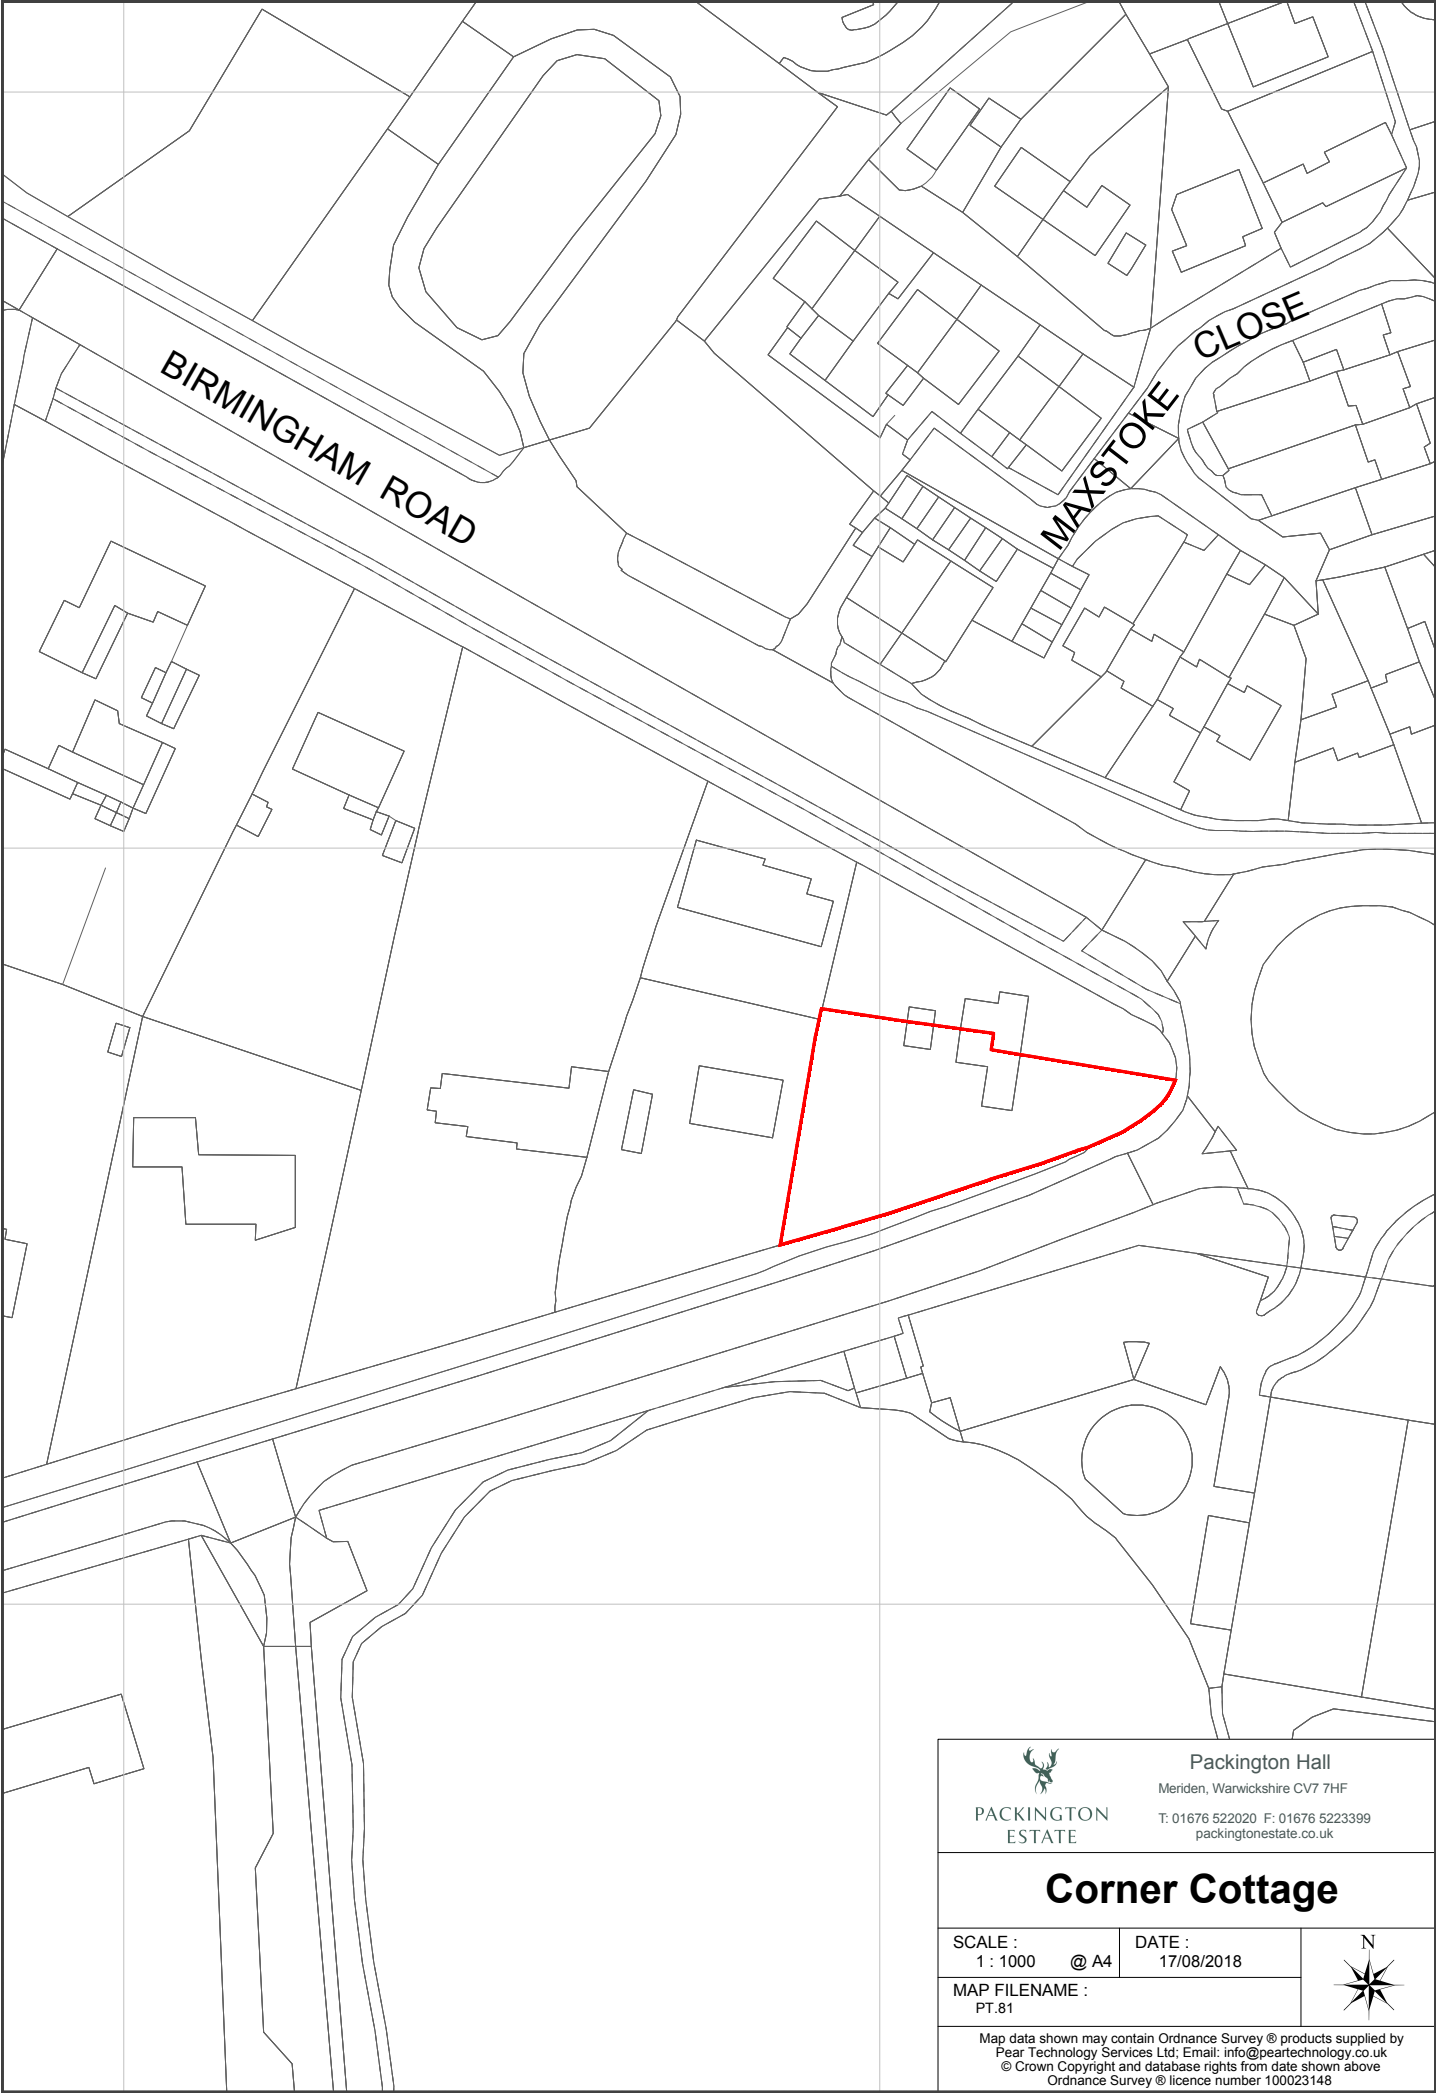 BIRMINGHAM ROAD
MAXSTOKE CLOSE
PACKINGTON
ESTATE
Packington Hall
Meriden, Warwickshire CV7 7HF
T: 01676 522020 F: 01676 5223399
packingtonestate.co.uk
Corner Cottage
SCALE :
1 : 1000 @ A4
DATE :
17/08/2018
MAP FILENAME :
PT.81
N
Map data shown may contain Ordnance Survey ® products supplied by
Pear Technology Services Ltd; Email: info@peartechnology.co.uk
© Crown Copyright and database rights from date shown above
Ordnance Survey ® licence number 100023148